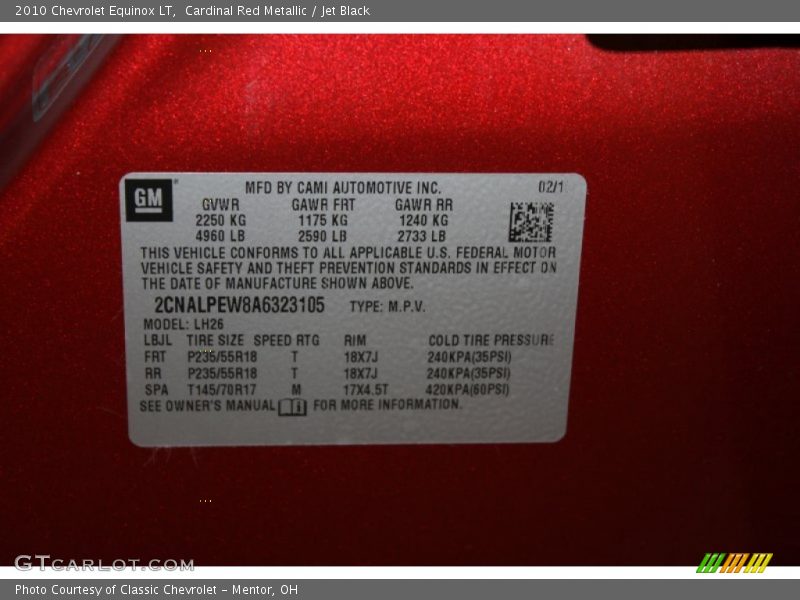 2010 Chevrolet Equinox LT, Cardinal Red Metallic / Jet Black
GM
MFD BY CAMI AUTOMOTIVE INC. 02/1
GVWR GAWR FRT GAWR RR
2250 KG 1175 KG 1240 KG
4960 LB 2590 LB 2733 LB
THIS VEHICLE CONFORMS TO ALL APPLICABLE U.S. FEDERAL MOTOR
VEHICLE SAFETY AND THEFT PREVENTION STANDARDS IN EFFECT ON
THE DATE OF MANUFACTURE SHOWN ABOVE.
2CNALPEW8A6323105 TYPE: M.P.V.
MODEL: LH26
LBJL TIRE SIZE SPEED RTG RIM COLD TIRE PRESSURE
FRT P235/55R18 T 18X7J 240KPA(35PSI)
RR P235/55R18 T 18X7J 240KPA(35PSI)
SPA T145/70R17 M 17X4.5T 420KPA(60PSI)
SEE OWNER'S MANUAL FOR MORE INFORMATION.
GTCARLOT.COM
Photo Courtesy of Classic Chevrolet - Mentor, OH